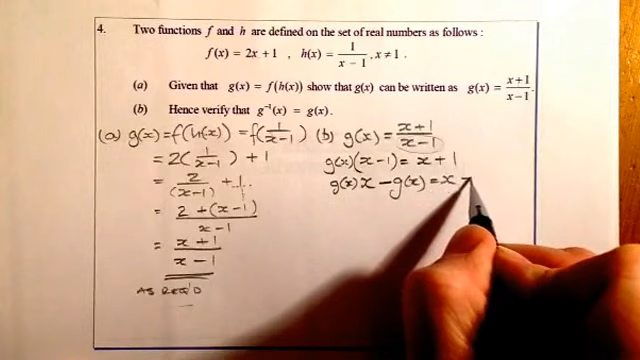 4. Two functions f and h are defined on the set of real numbers as follows :
f(x) = 2x + 1 , h(x) = 1/(x − 1) , x ≠ 1 .
(a) Given that g(x) = f(h(x)) show that g(x) can be written as g(x) = (x+1)/(x−1)
(b) Hence verify that g⁻¹(x) = g(x).
(a) g(x) = f(h(x)) = f(1/(x−1))
= 2(1/(x−1)) + 1
= 2/(x−1) + 1
= (2 + (x−1))/(x−1)
= (x + 1)/(x − 1)
AS REQ'D
(b) g(x) = (x+1)/(x−1)
g(x)(x−1) = x + 1
g(x)x − g(x) = x